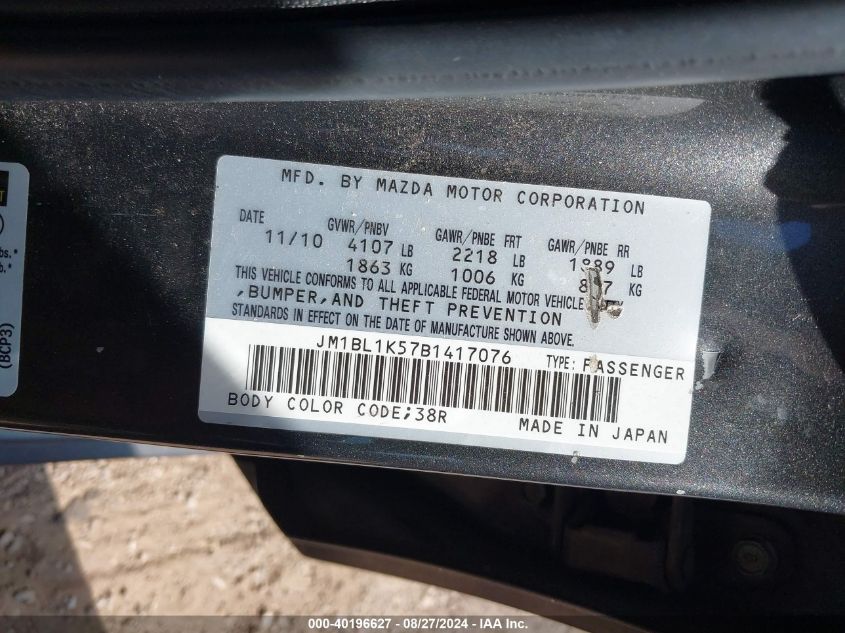 MFD. BY MAZDA MOTOR CORPORATION
DATE GVWR/PNBV GAWR/PNBE FRT GAWR/PNBE RR
11/10 4107 LB 2218 LB 1889 LB
1863 KG 1006 KG KG
THIS VEHICLE CONFORMS TO ALL APPLICABLE FEDERAL MOTOR VEHICLE
,BUMPER,AND THEFT PREVENTION
STANDARDS IN EFFECT ON THE DATE OF MANUFACTURE SHOWN ABOVE.
JM1BL1K57B1417076 TYPE: PASSENGER
BODY COLOR CODE;38R MADE IN JAPAN
(BCP3)
000-40196627 - 08/27/2024 - IAA Inc.